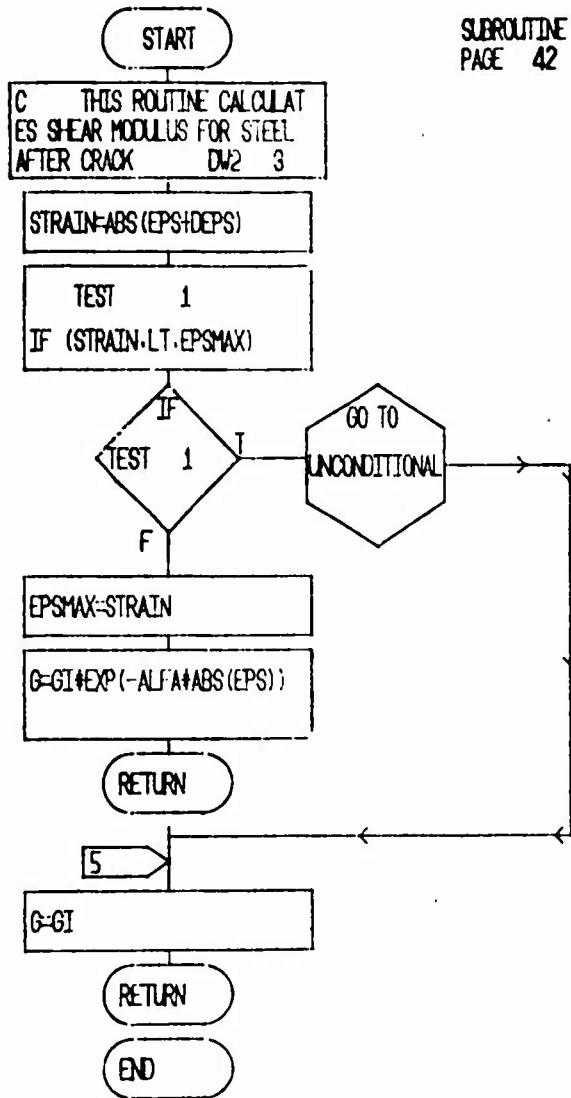 START
SUBROUTINE
PAGE 42
C THIS ROUTINE CALCULAT
ES SHEAR MODULUS FOR STEEL
AFTER CRACK DW2 3
STRAIN=ABS(EPS+DEPS)
TEST 1
IF (STRAIN.LT.EPSMAX)
IF
TEST 1
T
GO TO
UNCONDITIONAL
F
EPSMAX=STRAIN
G=GI*EXP(-ALFA*ABS(EPS))
RETURN
5
G=GI
RETURN
END